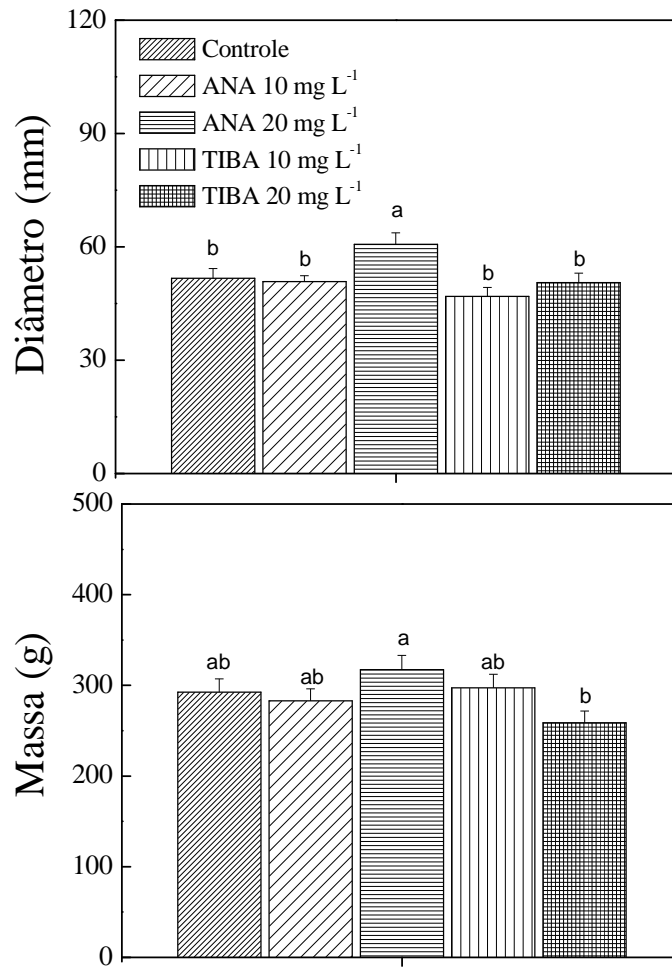 120
Controle
ANA 10 mg L⁻¹
90
ANA 20 mg L⁻¹
TIBA 10 mg L⁻¹
TIBA 20 mg L⁻¹
Diâmetro (mm)
60
b b a b b
30
0
500
400
Massa (g)
300
ab ab a ab b
200
100
0